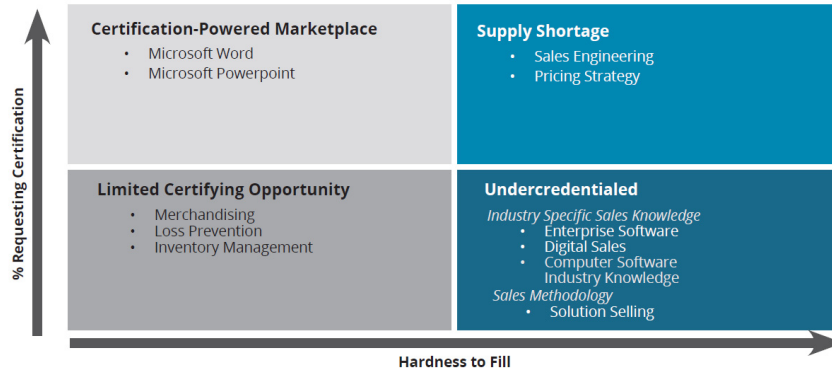 % Requesting Certification
Certification-Powered Marketplace
• Microsoft Word
• Microsoft Powerpoint
Supply Shortage
• Sales Engineering
• Pricing Strategy
Limited Certifying Opportunity
• Merchandising
• Loss Prevention
• Inventory Management
Undercredentialed
Industry Specific Sales Knowledge
• Enterprise Software
• Digital Sales
• Computer Software
Industry Knowledge
Sales Methodology
• Solution Selling
Hardness to Fill